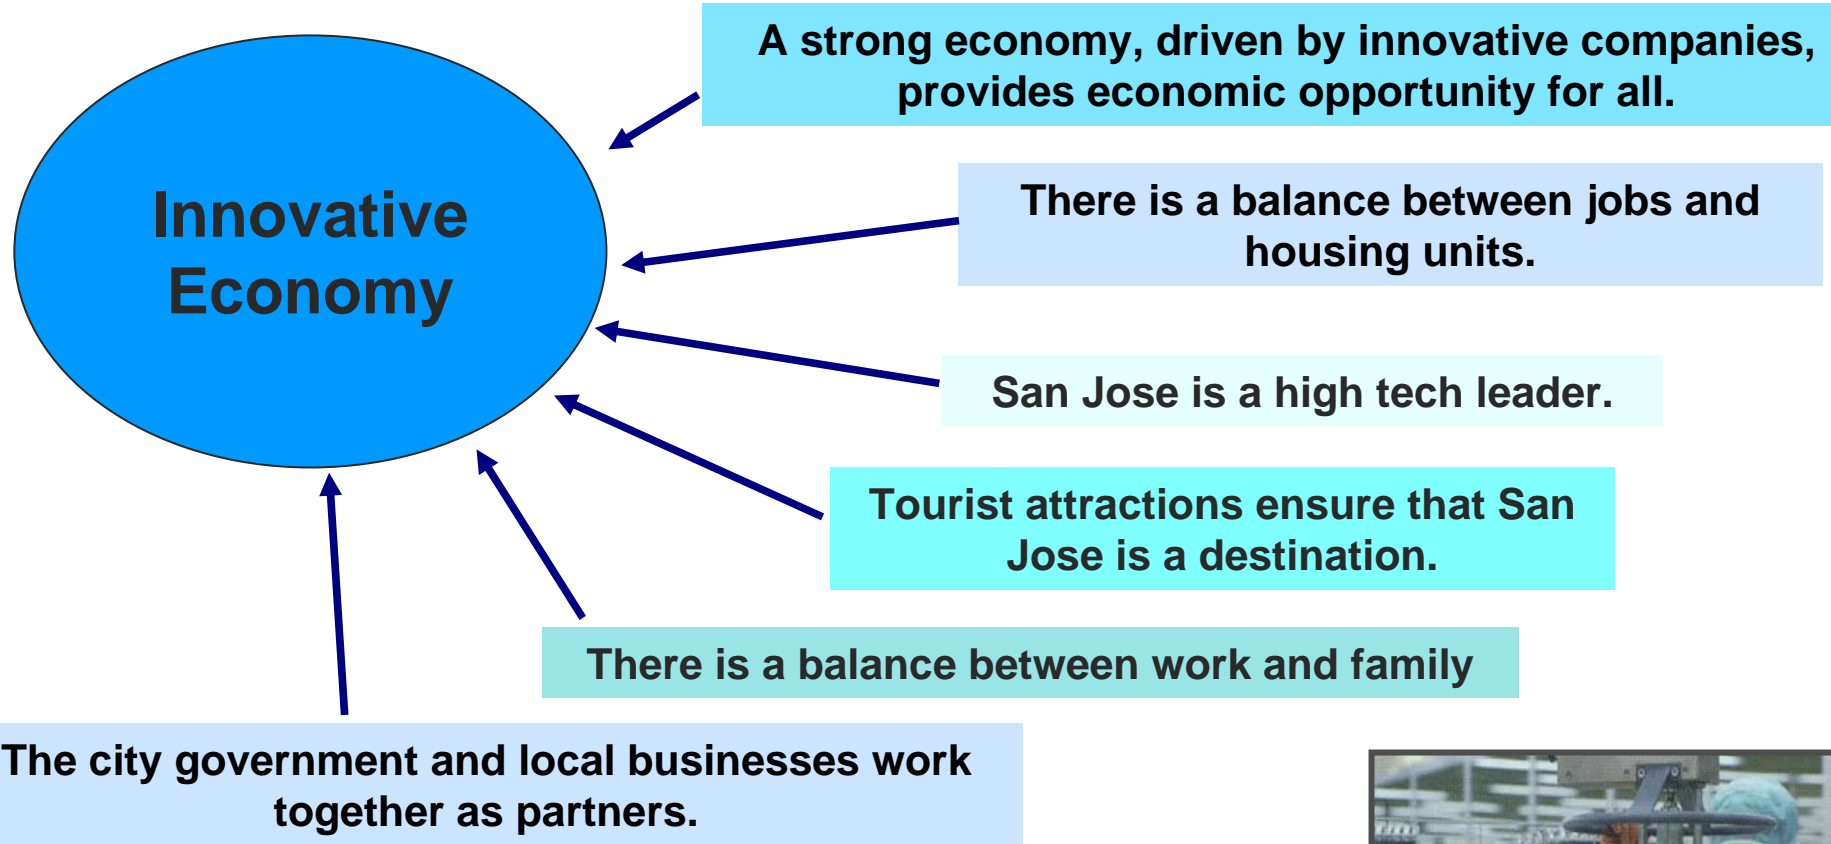 A strong economy, driven by innovative companies,
provides economic opportunity for all.
Innovative
Economy
There is a balance between jobs and
housing units.
San Jose is a high tech leader.
Tourist attractions ensure that San
Jose is a destination.
There is a balance between work and family
The city government and local businesses work
together as partners.